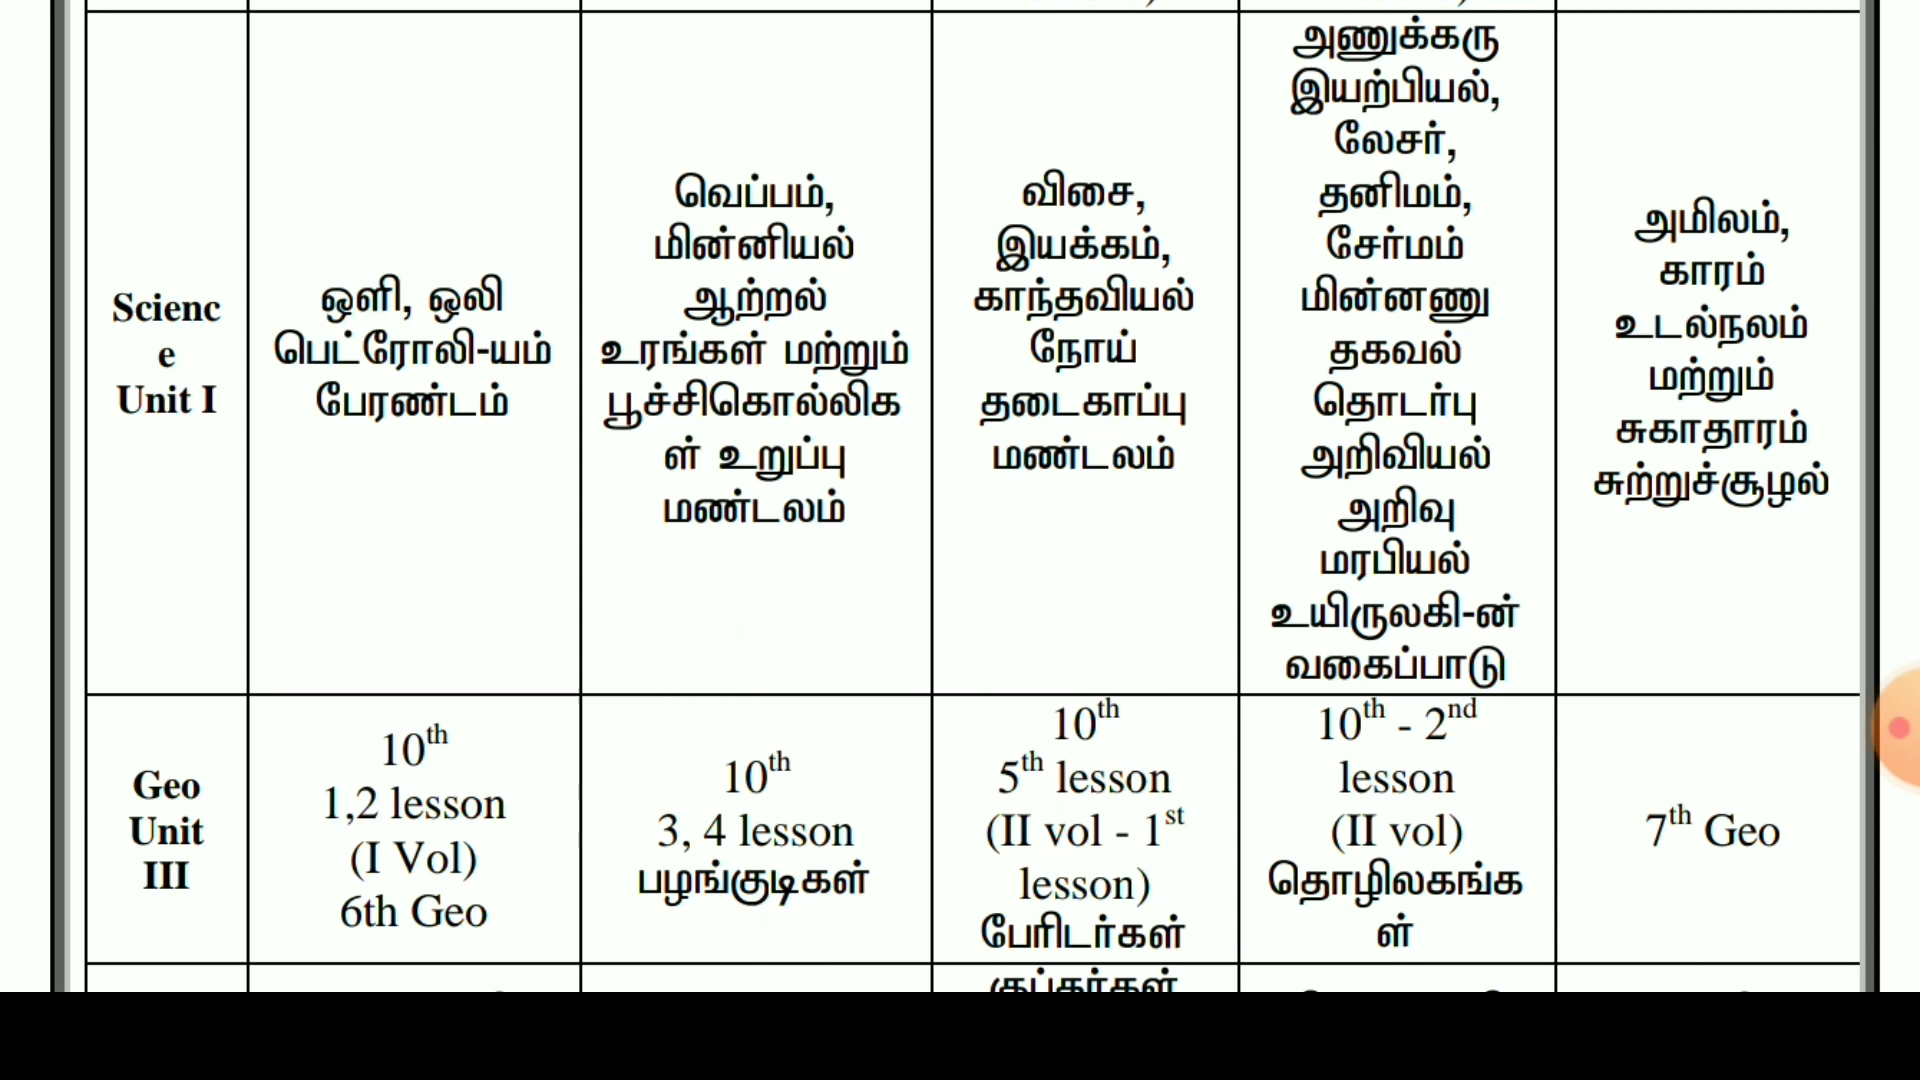 Scienc
e
Unit I
ஒளி, ஒலி
பெட்ரோலி-யம்
பேரண்டம்
வெப்பம்,
மின்னியல்
ஆற்றல்
உரங்கள் மற்றும்
பூச்சிகொல்லிக
ள் உறுப்பு
மண்டலம்
விசை,
இயக்கம்,
காந்தவியல்
நோய்
தடைகாப்பு
மண்டலம்
அணுக்கரு
இயற்பியல்,
லேசர்,
தனிமம்,
சேர்மம்
மின்னணு
தகவல்
தொடர்பு
அறிவியல்
அறிவு
மரபியல்
உயிருலகி-ன்
வகைப்பாடு
அமிலம்,
காரம்
உடல்நலம்
மற்றும்
சுகாதாரம்
சுற்றுச்சூழல்
Geo
Unit
III
10th
1,2 lesson
(I Vol)
6th Geo
10th
3, 4 lesson
பழங்குடிகள்
10th
5th lesson
(II vol - 1st
lesson)
பேரிடர்கள்
10th - 2nd
lesson
(II vol)
தொழிலகங்க
ள்
7th Geo